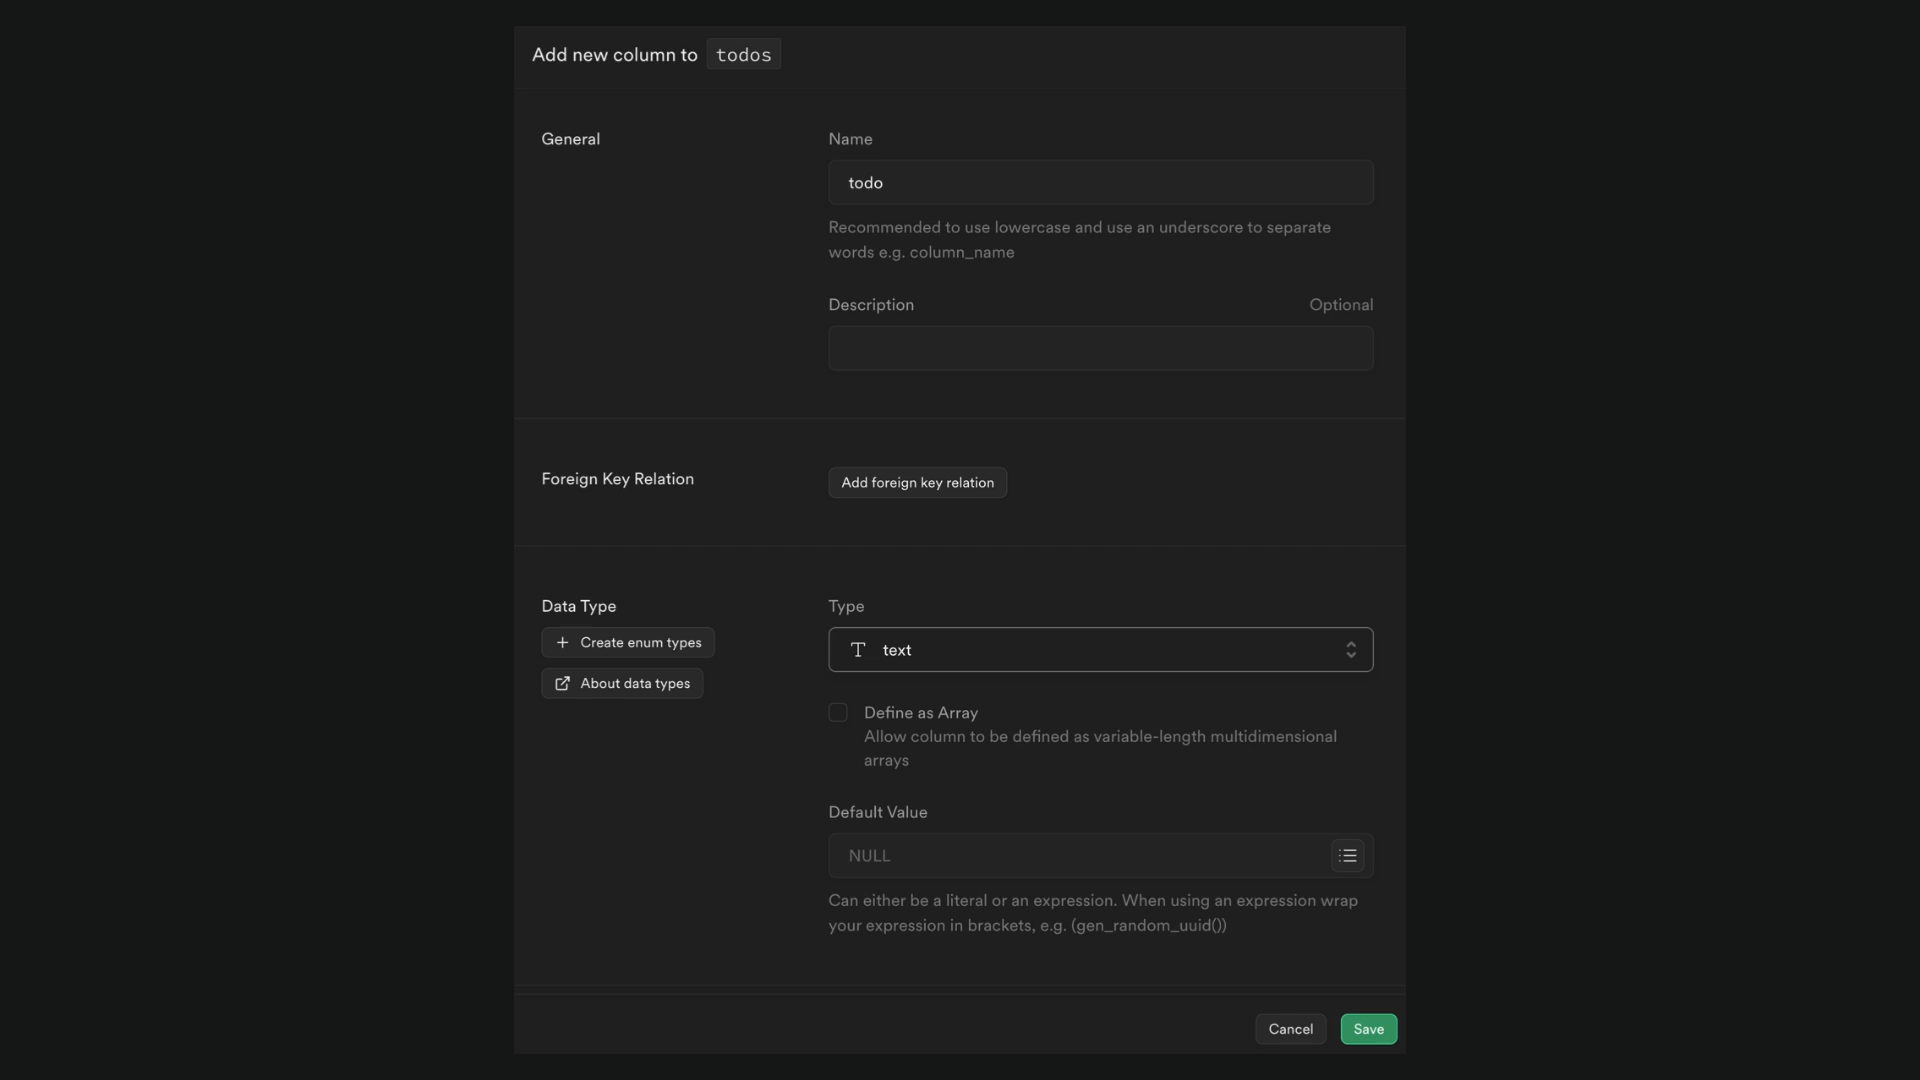 Add new column to todos
General
Name
todo
Recommended to use lowercase and use an underscore to separate
words e.g. column_name
Description
Optional
Foreign Key Relation
Add foreign key relation
Data Type
Create enum types
About data types
Type
text
Define as Array
Allow column to be defined as variable-length multidimensional
arrays
Default Value
NULL
Can either be a literal or an expression. When using an expression wrap
your expression in brackets, e.g. (gen_random_uuid())
Cancel
Save